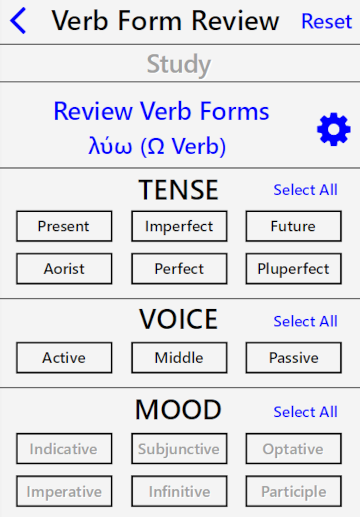 Verb Form Review Reset
Study
Review Verb Forms
λύω (Ω Verb)
TENSE Select All
Present Imperfect Future
Aorist Perfect Pluperfect
VOICE Select All
Active Middle Passive
MOOD Select All
Indicative Subjunctive Optative
Imperative Infinitive Participle